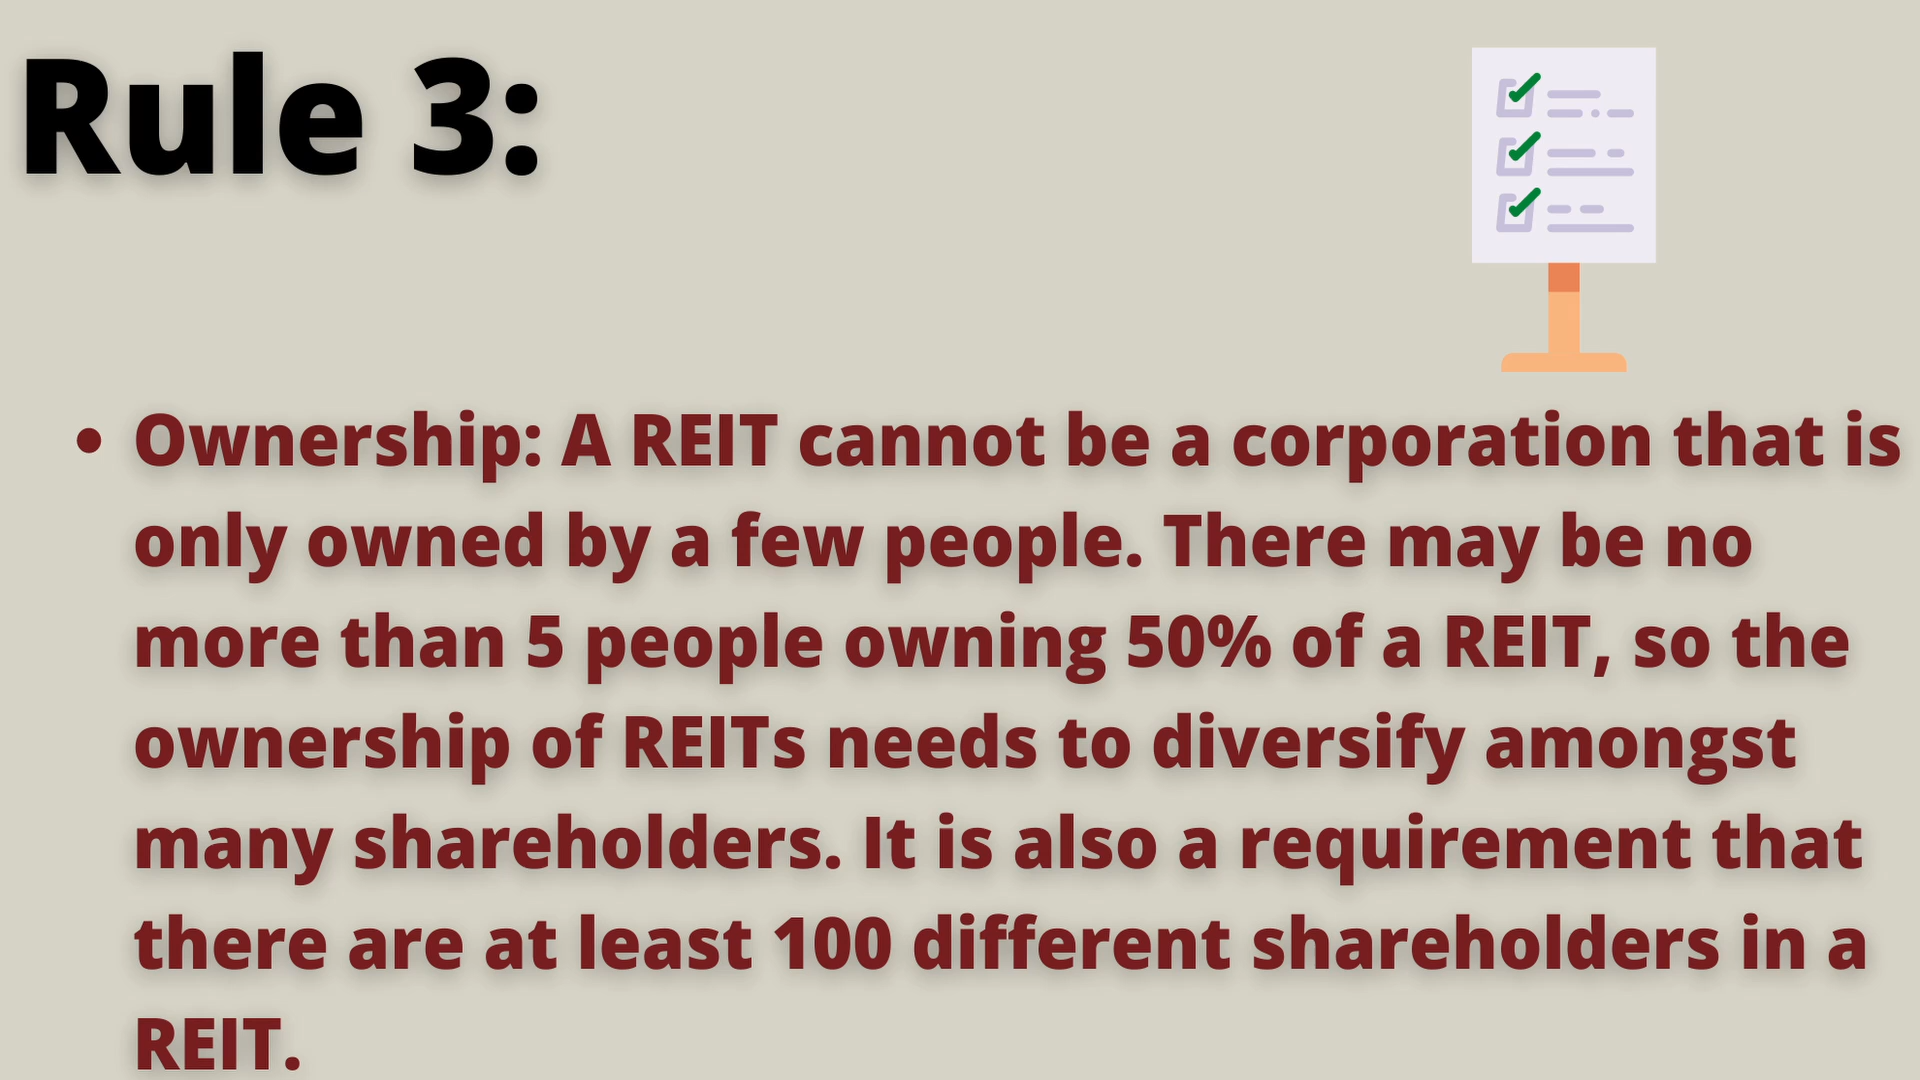 Rule 3:
• Ownership: A REIT cannot be a corporation that is
only owned by a few people. There may be no
more than 5 people owning 50% of a REIT, so the
ownership of REITs needs to diversify amongst
many shareholders. It is also a requirement that
there are at least 100 different shareholders in a
REIT.